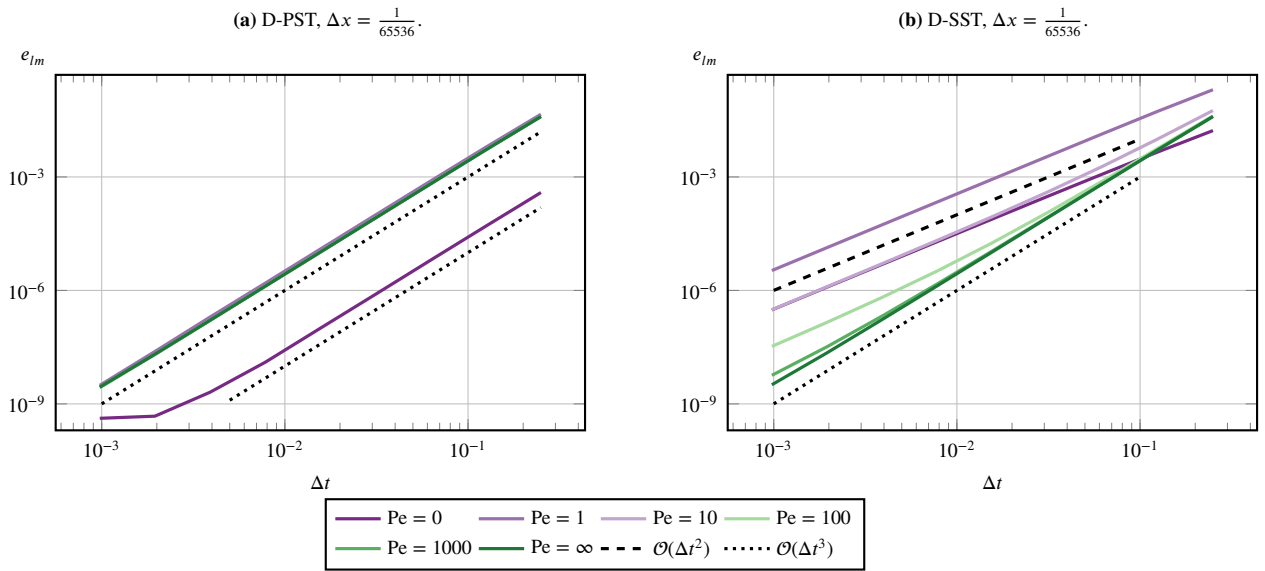 (a) D-PST, Δx = 1/65536.
(b) D-SST, Δx = 1/65536.
e_lm
10^−3
10^−6
10^−9
10^−3 10^−2 10^−1
Δt
e_lm
10^−3
10^−6
10^−9
10^−3 10^−2 10^−1
Δt
Pe = 0 Pe = 1 Pe = 10 Pe = 100
Pe = 1000 Pe = ∞ 𝒪(Δt^2) 𝒪(Δt^3)